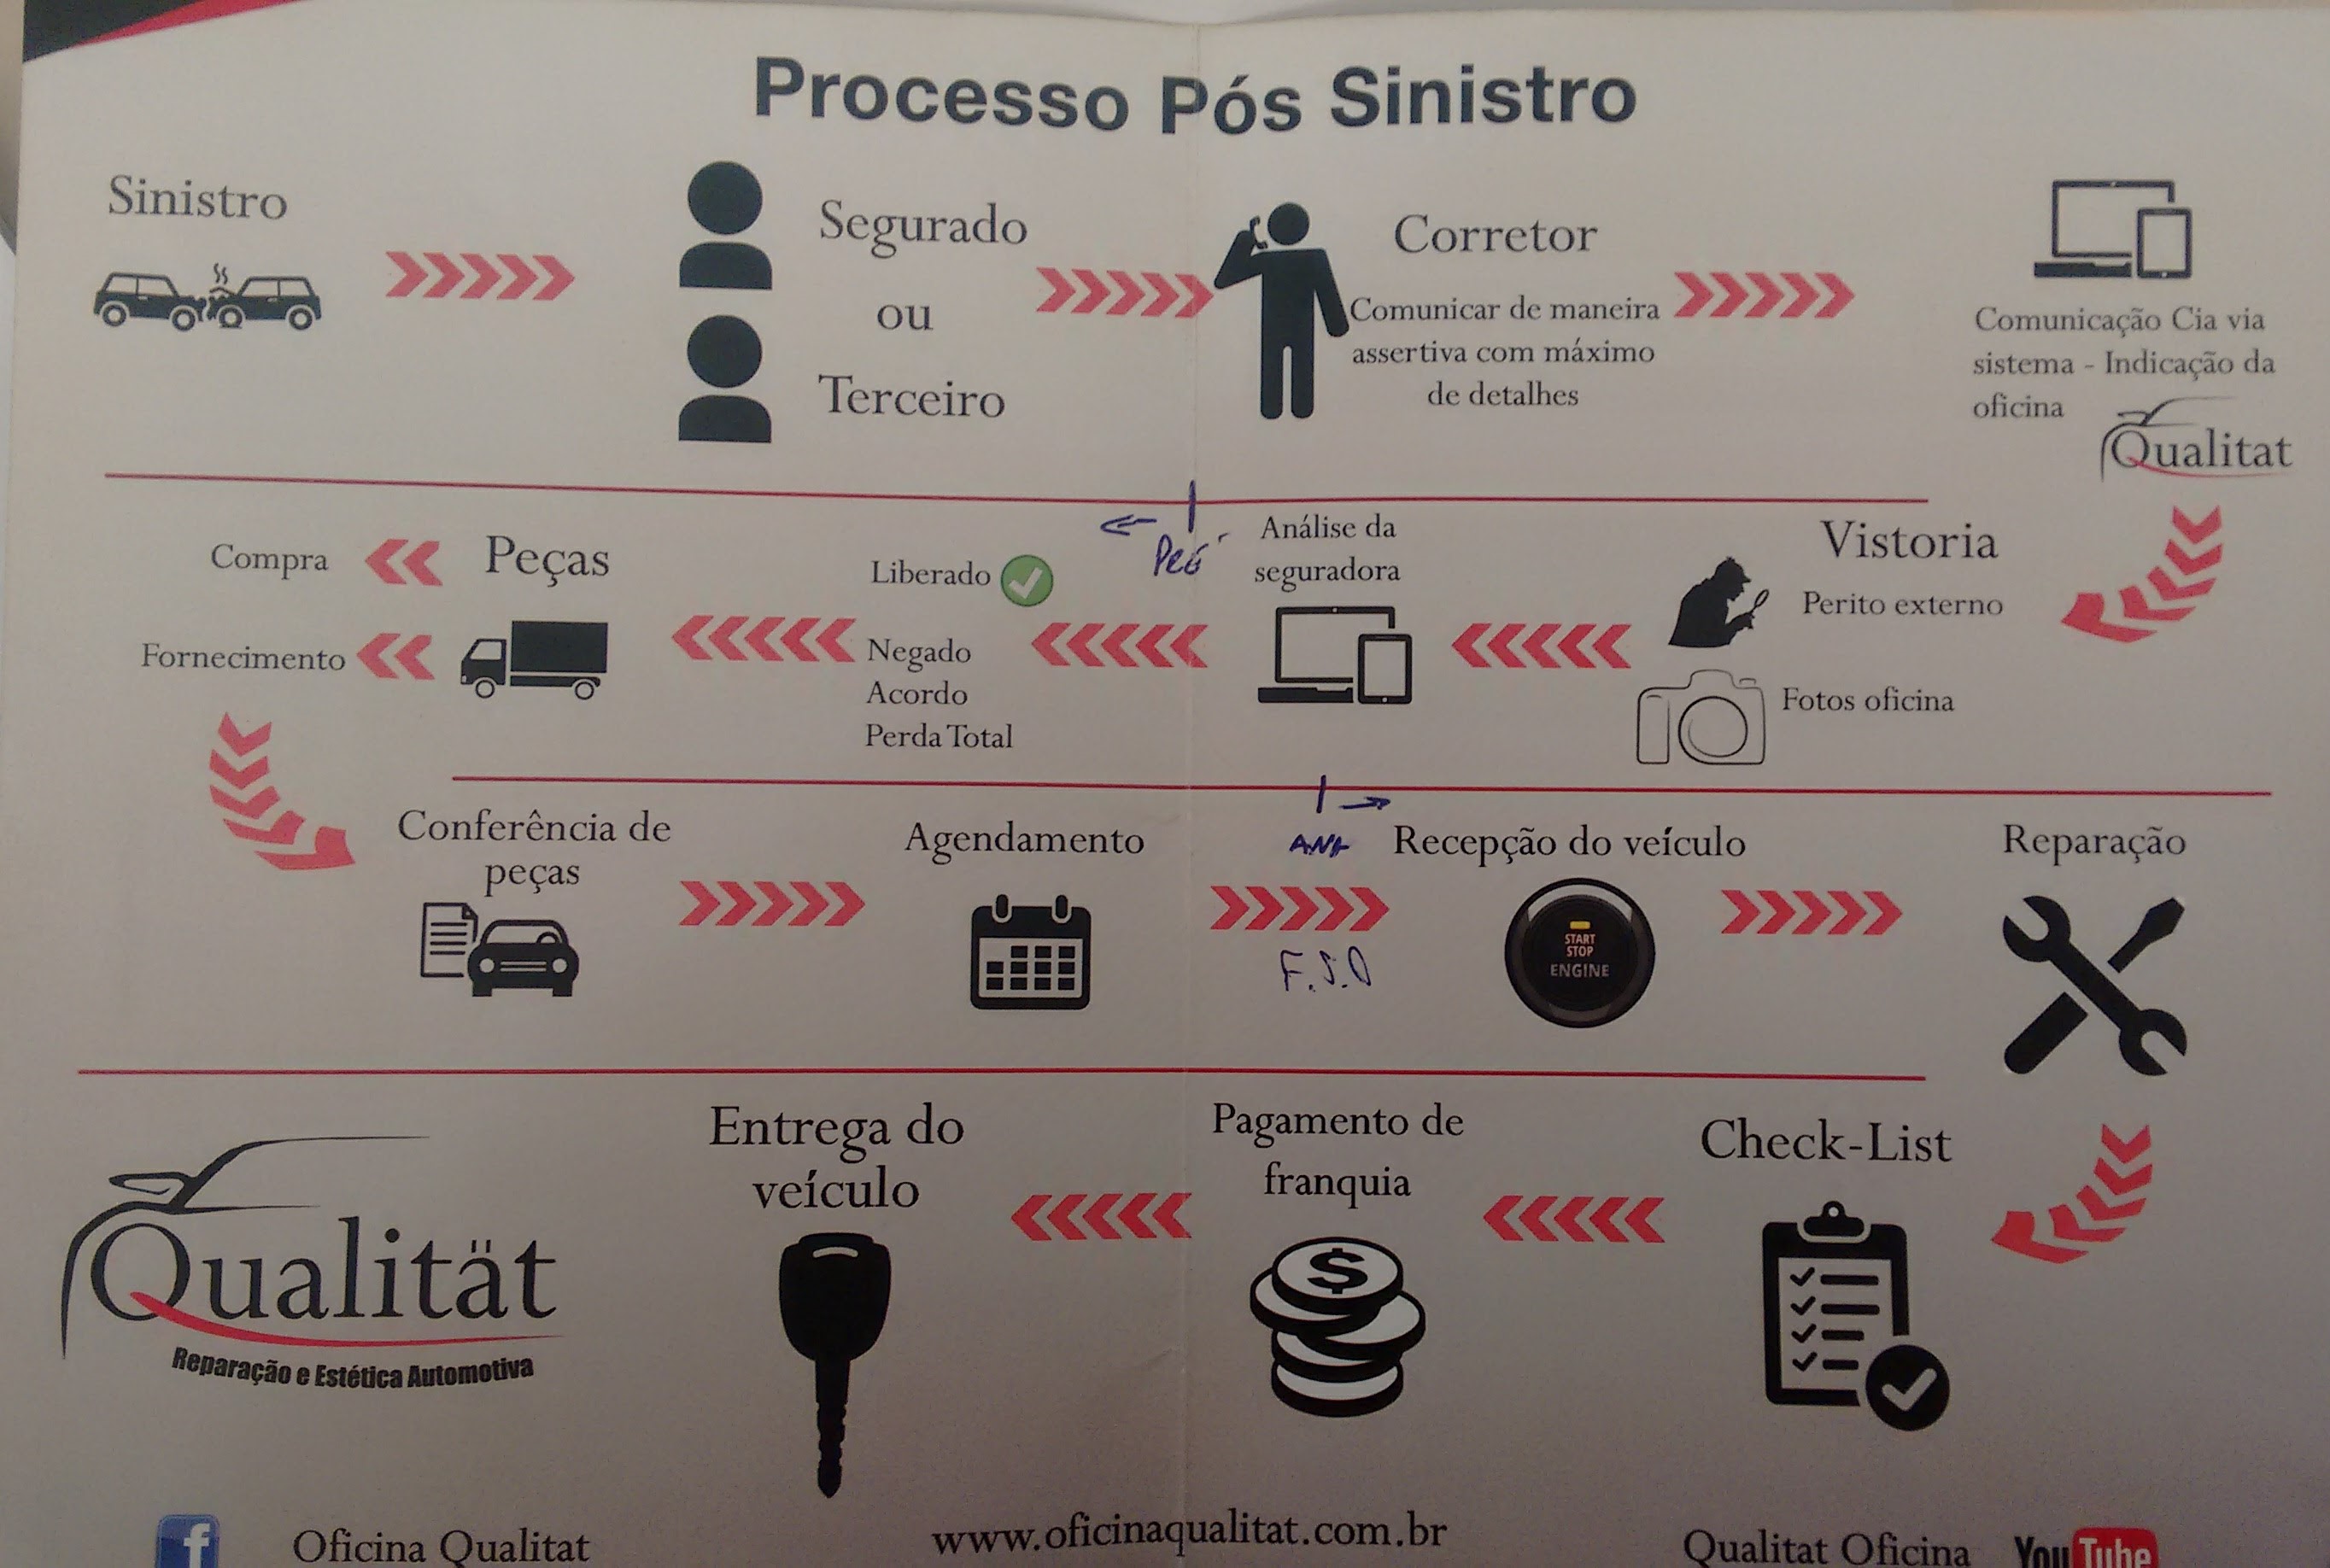 Processo Pós Sinistro
Sinistro
Segurado
ou
Terceiro
Corretor
Comunicar de maneira
assertiva com máximo
de detalhes
Comunicação Cia via
sistema - Indicação da
oficina
Qualitat
Vistoria
Perito externo
Fotos oficina
Análise da
seguradora
Liberado
Negado
Acordo
Perda Total
Peças
Compra
Fornecimento
Conferência de
peças
Agendamento
F.S.O
Recepção do veículo
START
STOP
ENGINE
Reparação
Check-List
Pagamento de
franquia
$
Entrega do
veículo
Qualität
Reparação e Estética Automotiva
f
Oficina Qualitat
www.oficinaqualitat.com.br
Qualitat Oficina
YouTube